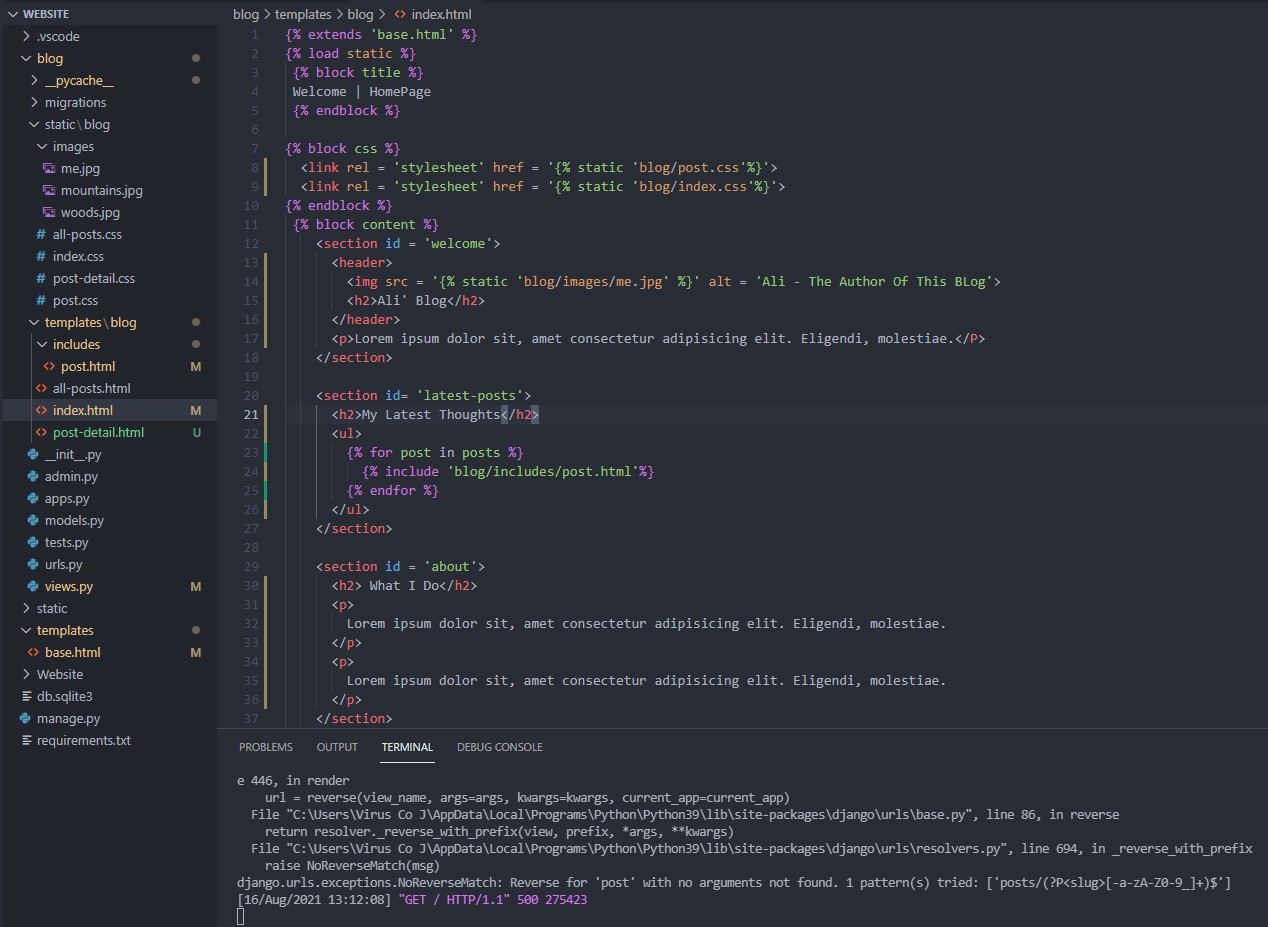 WEBSITE
.vscode
blog
__pycache__
migrations
static\blog
images
me.jpg
mountains.jpg
woods.jpg
all-posts.css
index.css
post-detail.css
post.css
templates\blog
includes
post.html M
all-posts.html
index.html M
post-detail.html U
__init__.py
admin.py
apps.py
models.py
tests.py
urls.py
views.py M
static
templates
base.html M
Website
db.sqlite3
manage.py
requirements.txt
blog > templates > blog > index.html
1 {% extends 'base.html' %}
2 {% load static %}
3 {% block title %}
4 Welcome | HomePage
5 {% endblock %}
6
7 {% block css %}
8 <link rel = 'stylesheet' href = '{% static 'blog/post.css'%}'>
9 <link rel = 'stylesheet' href = '{% static 'blog/index.css'%}'>
10 {% endblock %}
11 {% block content %}
12 <section id = 'welcome'>
13 <header>
14 <img src = '{% static 'blog/images/me.jpg' %}' alt = 'Ali - The Author Of This BLog'>
15 <h2>Ali' Blog</h2>
16 </header>
17 <p>Lorem ipsum dolor sit, amet consectetur adipisicing elit. Eligendi, molestiae.</P>
18 </section>
19
20 <section id= 'latest-posts'>
21 <h2>My Latest Thoughts</h2>
22 <ul>
23 {% for post in posts %}
24 {% include 'blog/includes/post.html'%}
25 {% endfor %}
26 </ul>
27 </section>
28
29 <section id = 'about'>
30 <h2> What I Do</h2>
31 <p>
32 Lorem ipsum dolor sit, amet consectetur adipisicing elit. Eligendi, molestiae.
33 </p>
34 <p>
35 Lorem ipsum dolor sit, amet consectetur adipisicing elit. Eligendi, molestiae.
36 </p>
37 </section>
PROBLEMS OUTPUT TERMINAL DEBUG CONSOLE
e 446, in render
url = reverse(view_name, args=args, kwargs=kwargs, current_app=current_app)
File "C:\Users\Virus Co J\AppData\Local\Programs\Python\Python39\lib\site-packages\django\urls\base.py", line 86, in reverse
return resolver._reverse_with_prefix(view, prefix, *args, **kwargs)
File "C:\Users\Virus Co J\AppData\Local\Programs\Python\Python39\lib\site-packages\django\urls\resolvers.py", line 694, in _reverse_with_prefix
raise NoReverseMatch(msg)
django.urls.exceptions.NoReverseMatch: Reverse for 'post' with no arguments not found. 1 pattern(s) tried: ['posts/(?P<slug>[-a-zA-Z0-9_]+)$']
[16/Aug/2021 13:12:08] "GET / HTTP/1.1" 500 275423